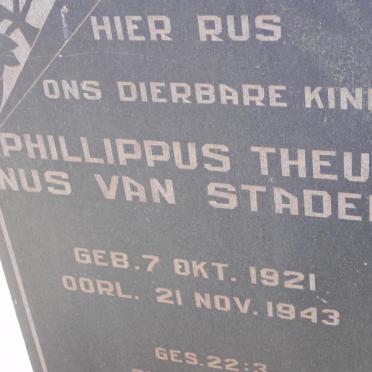 HIER RUS
ONS DIERBARE KIN
PHILLIPPUS THEU
NUS VAN STADE
GEB. 7 OKT. 1921
OORL. 21 NOV. 1943
GES. 22:3